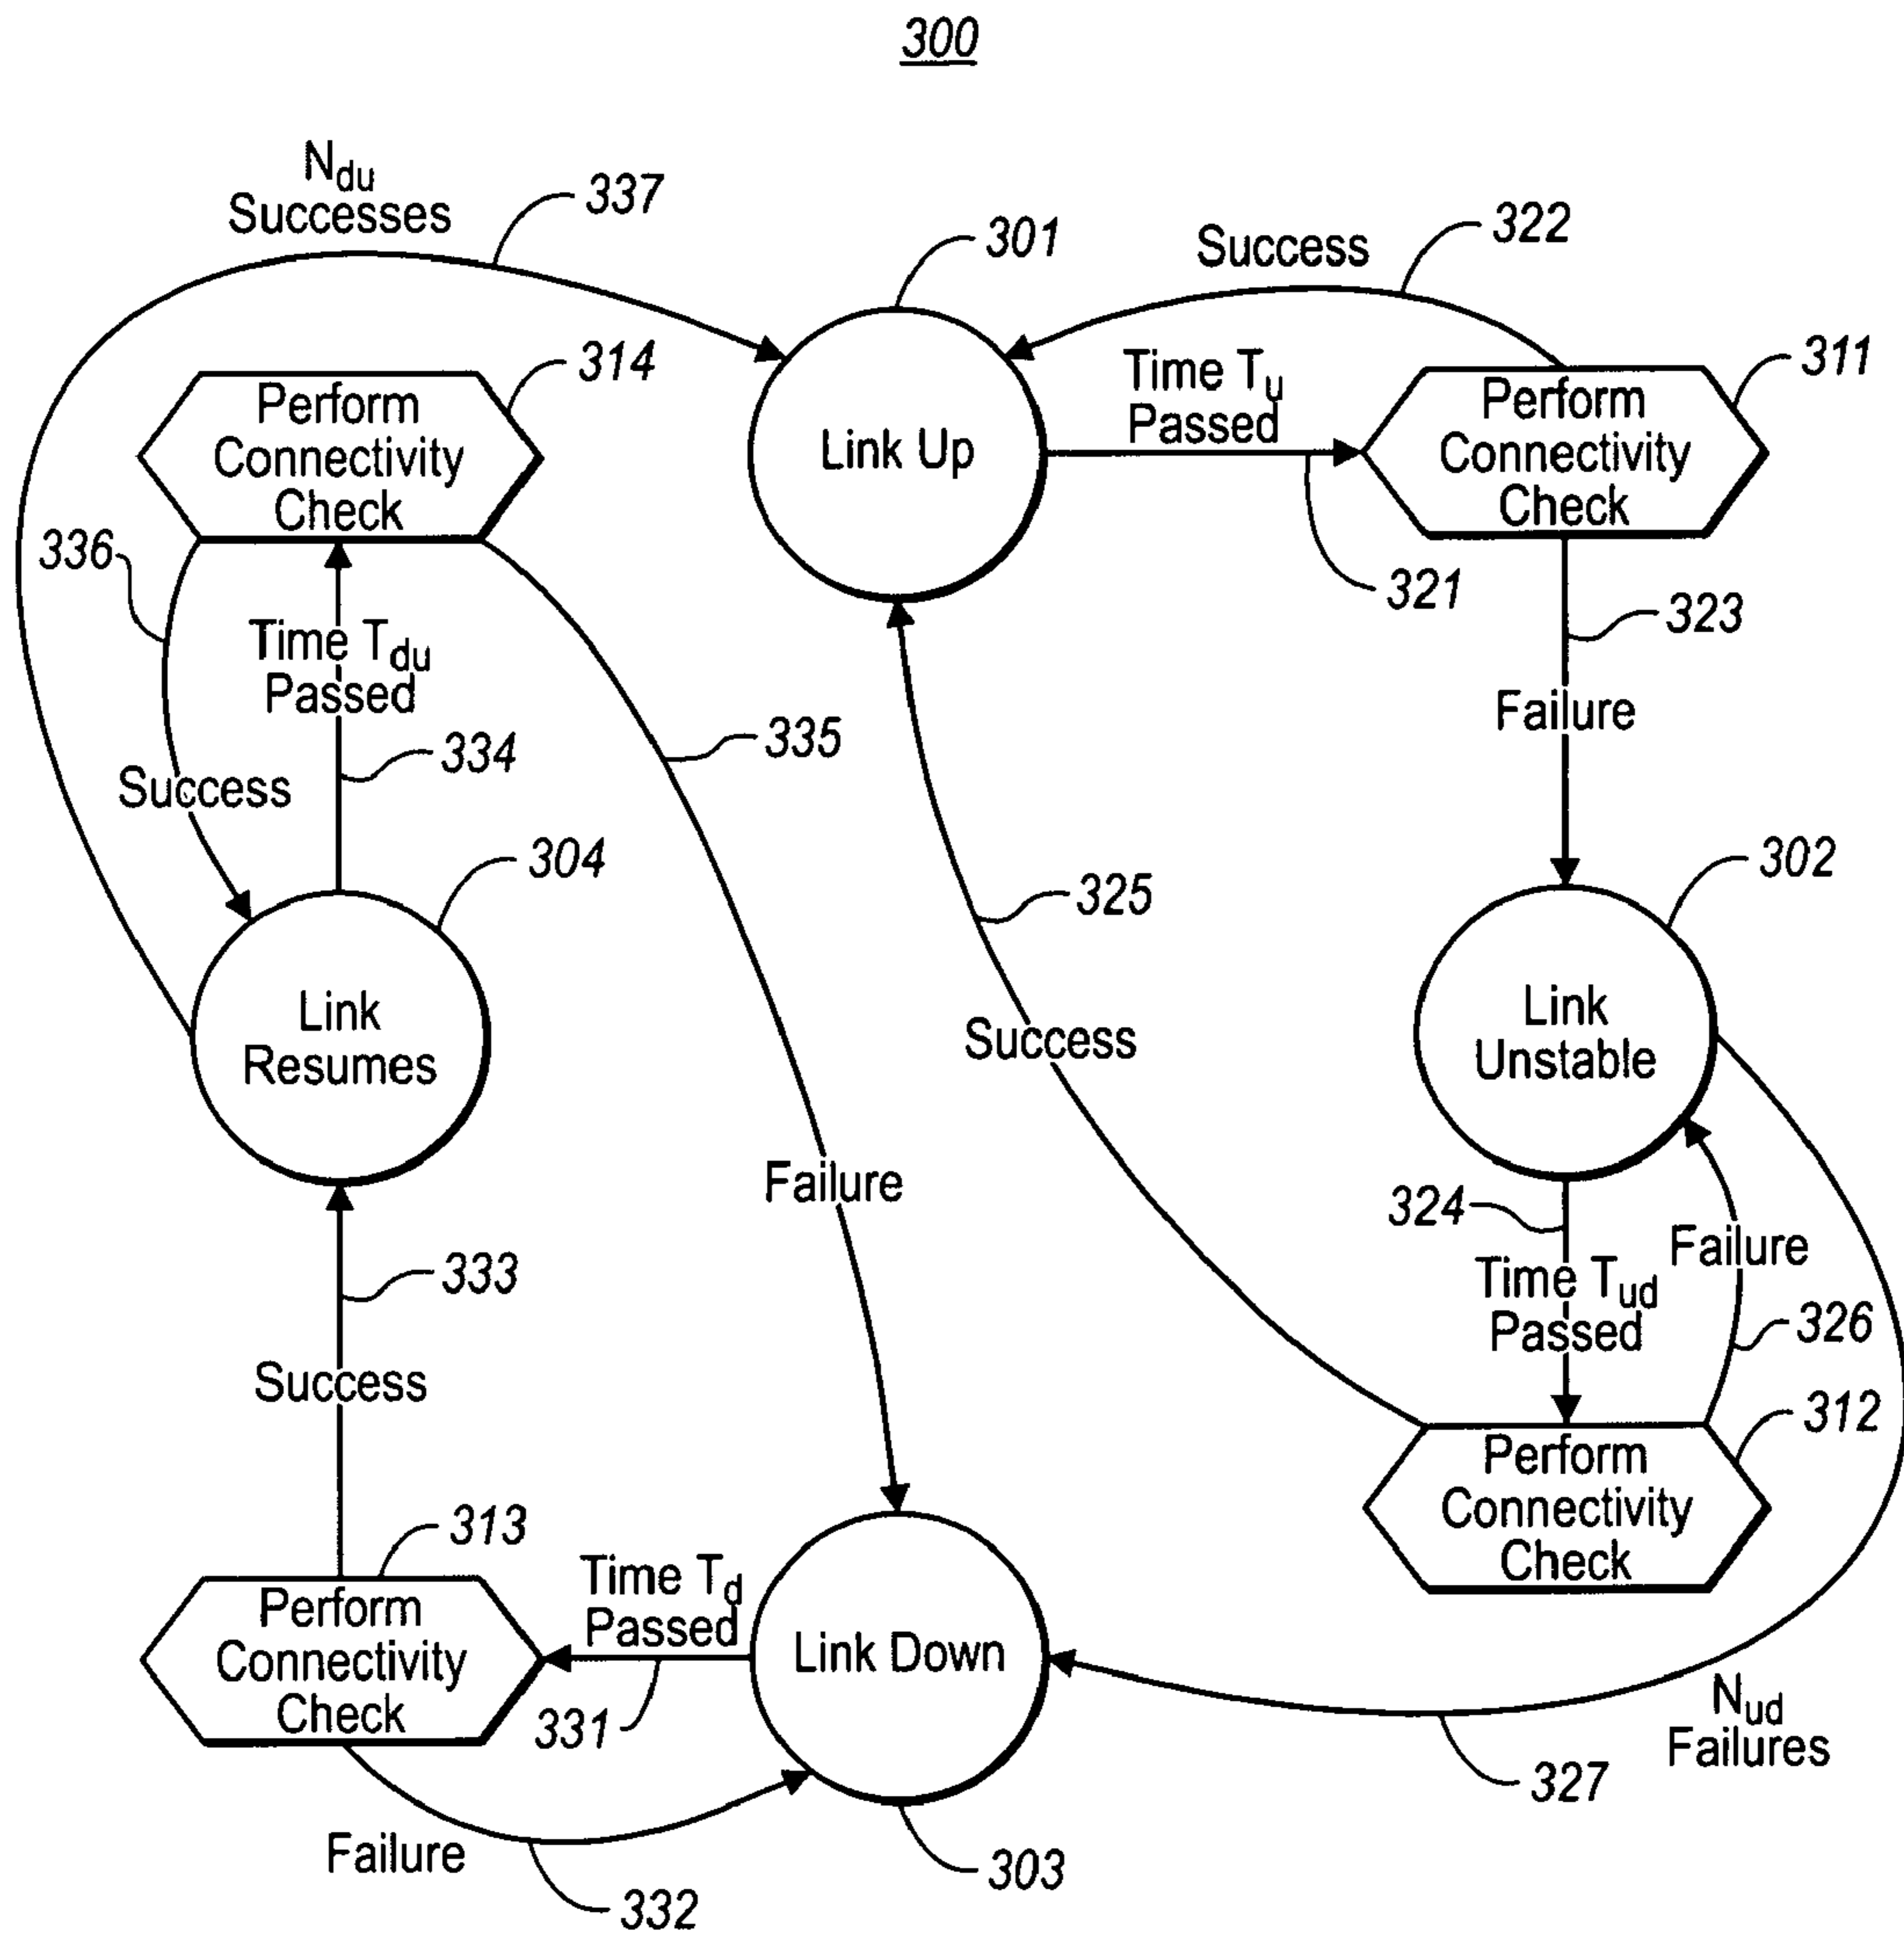 300
N_du
Successes
337
301
Success
322
314
Perform
Connectivity
Check
Link Up
Time T_u
Passed
311
Perform
Connectivity
Check
336
321
323
Time T_du
Passed
Failure
334
335
Success
304
325
302
Link
Resumes
Success
Link
Unstable
Failure
324
Failure
333
Time T_ud
Passed
326
Success
312
Perform
Connectivity
Check
313
Time T_d
Passed
Perform
Connectivity
Check
Link Down
331
N_ud
Failures
327
Failure
303
332